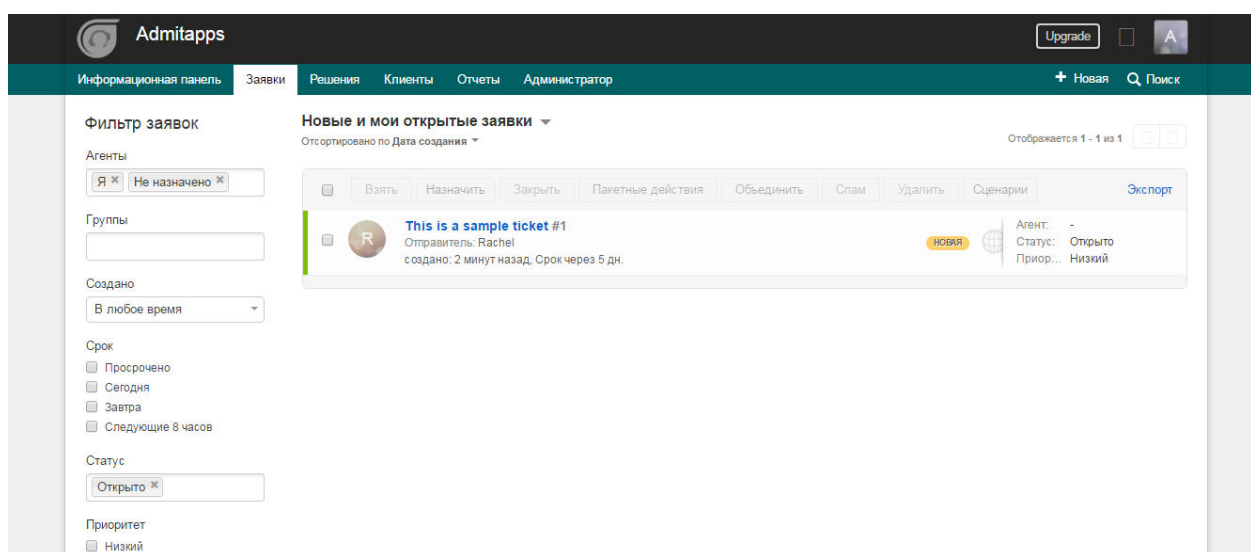 Admitapps
Upgrade
A
Информационная панель Заявки Решения Клиенты Отчеты Администратор + Новая Поиск
Фильтр заявок
Агенты
Я × Не назначено ×
Группы
Создано
В любое время
Срок
Просрочено
Сегодня
Завтра
Следующие 8 часов
Статус
Открыто ×
Приоритет
Низкий
Новые и мои открытые заявки
Отсортировано по Дата создания
Отображается 1 - 1 из 1
Взять Назначить Закрыть Пакетные действия Объединить Спам Удалить Сценарии Экспорт
R
This is a sample ticket #1
Отправитель: Rachel
создано: 2 минут назад, Срок через 5 дн.
НОВАЯ
Агент: -
Статус: Открыто
Приор... Низкий